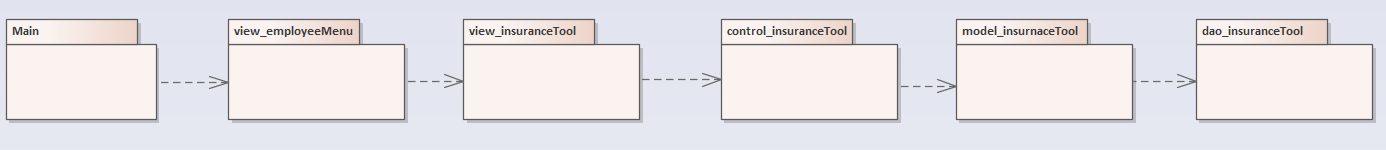 Main
view_employeeMenu
view_insuranceTool
control_insuranceTool
model_insurnaceTool
dao_insuranceTool